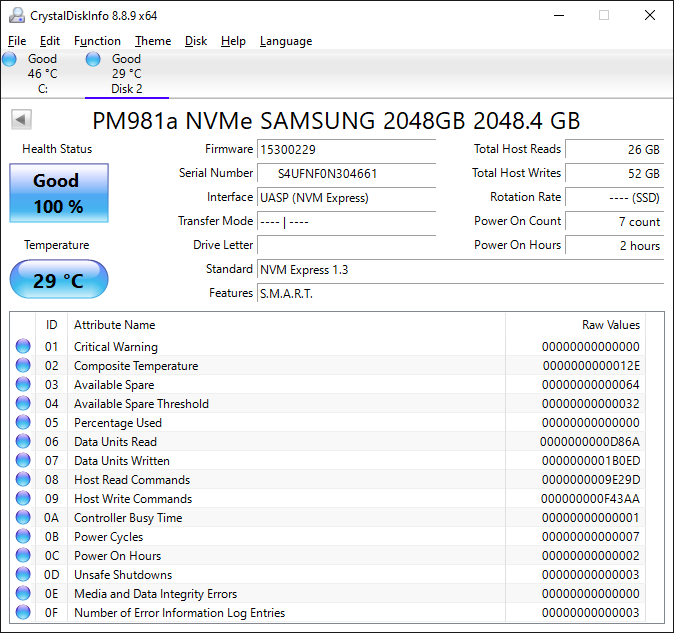 CrystalDiskInfo 8.8.9 x64
File Edit Function Theme Disk Help Language
Good Good
46 °C 29 °C
C: Disk 2
PM981a NVMe SAMSUNG 2048GB 2048.4 GB
Health Status Firmware 15300229 Total Host Reads 26 GB
Good Serial Number S4UFNF0N304661 Total Host Writes 52 GB
100 % Interface UASP (NVM Express) Rotation Rate ---- (SSD)
Transfer Mode ---- | ---- Power On Count 7 count
Temperature Drive Letter Power On Hours 2 hours
29 °C Standard NVM Express 1.3
Features S.M.A.R.T.
ID Attribute Name Raw Values
01 Critical Warning 00000000000000
02 Composite Temperature 0000000000012E
03 Available Spare 00000000000064
04 Available Spare Threshold 00000000000032
05 Percentage Used 00000000000000
06 Data Units Read 0000000000D86A
07 Data Units Written 0000000001B0ED
08 Host Read Commands 0000000009E29D
09 Host Write Commands 000000000F43AA
0A Controller Busy Time 00000000000001
0B Power Cycles 00000000000007
0C Power On Hours 00000000000002
0D Unsafe Shutdowns 00000000000003
0E Media and Data Integrity Errors 00000000000000
0F Number of Error Information Log Entries 00000000000003